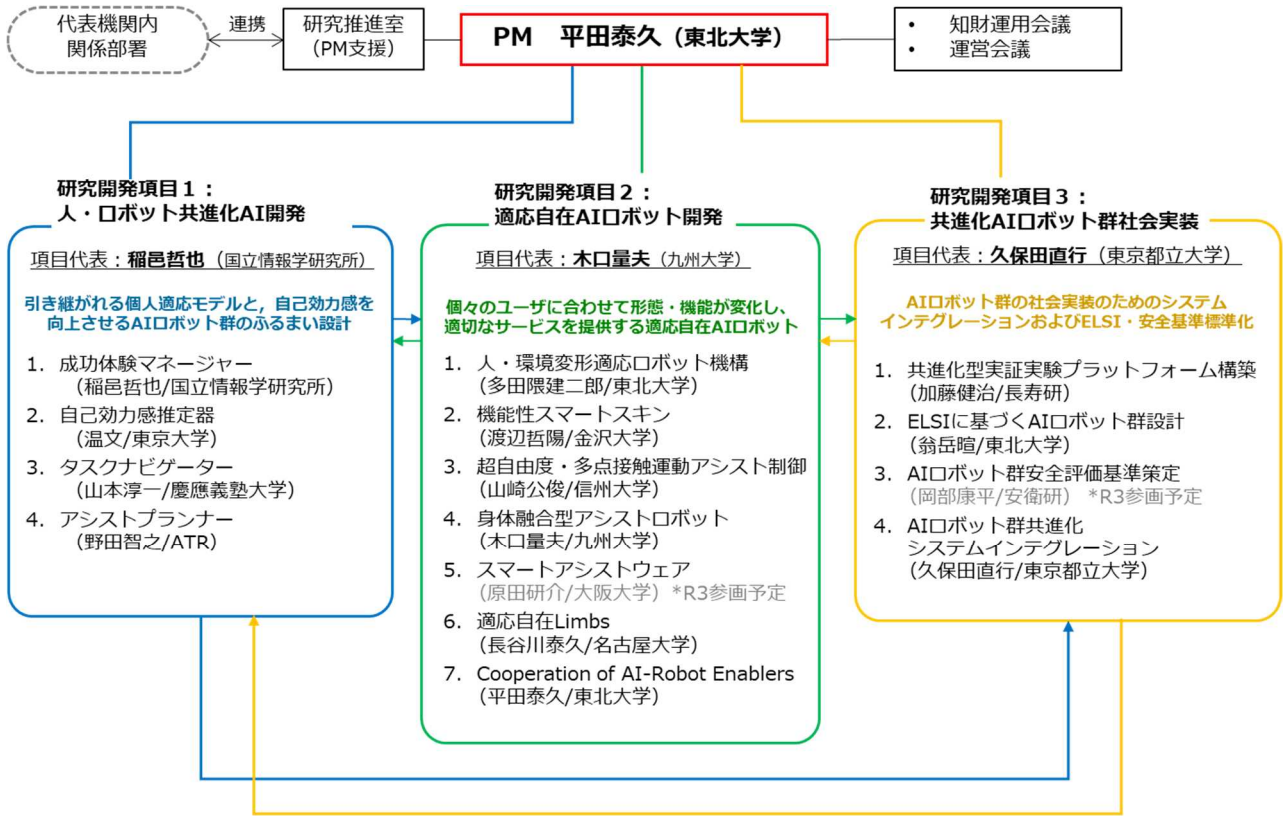 代表機関内
関係部署
連携
研究推進室
(PM支援)
PM 平田泰久（東北大学）
• 知財運用会議
• 運営会議
研究開発項目１：
人・ロボット共進化AI開発
項目代表：稲邑哲也（国立情報学研究所）
引き継がれる個人適応モデルと，自己効力感を
向上させるAIロボット群のふるまい設計
1. 成功体験マネージャー
（稲邑哲也/国立情報学研究所）
2. 自己効力感推定器
（温文/東京大学）
3. タスクナビゲーター
（山本淳一/慶應義塾大学）
4. アシストプランナー
（野田智之/ATR）
研究開発項目２：
適応自在AIロボット開発
項目代表：木口量夫（九州大学）
個々のユーザに合わせて形態・機能が変化し、
適切なサービスを提供する適応自在AIロボット
1. 人・環境変形適応ロボット機構
（多田隈建二郎/東北大学）
2. 機能性スマートスキン
（渡辺哲陽/金沢大学）
3. 超自由度・多点接触運動アシスト制御
（山崎公俊/信州大学）
4. 身体融合型アシストロボット
（木口量夫/九州大学）
5. スマートアシストウェア
（原田研介/大阪大学）*R3参画予定
6. 適応自在Limbs
（長谷川泰久/名古屋大学）
7. Cooperation of AI-Robot Enablers
（平田泰久/東北大学）
研究開発項目３：
共進化AIロボット群社会実装
項目代表：久保田直行（東京都立大学）
AIロボット群の社会実装のためのシステム
インテグレーションおよびELSI・安全基準標準化
1. 共進化型実証実験プラットフォーム構築
（加藤健治/長寿研）
2. ELSIに基づくAIロボット群設計
（翁岳暄/東北大学）
3. AIロボット群安全評価基準策定
（岡部康平/安衛研） *R3参画予定
4. AIロボット群共進化
システムインテグレーション
（久保田直行/東京都立大学）